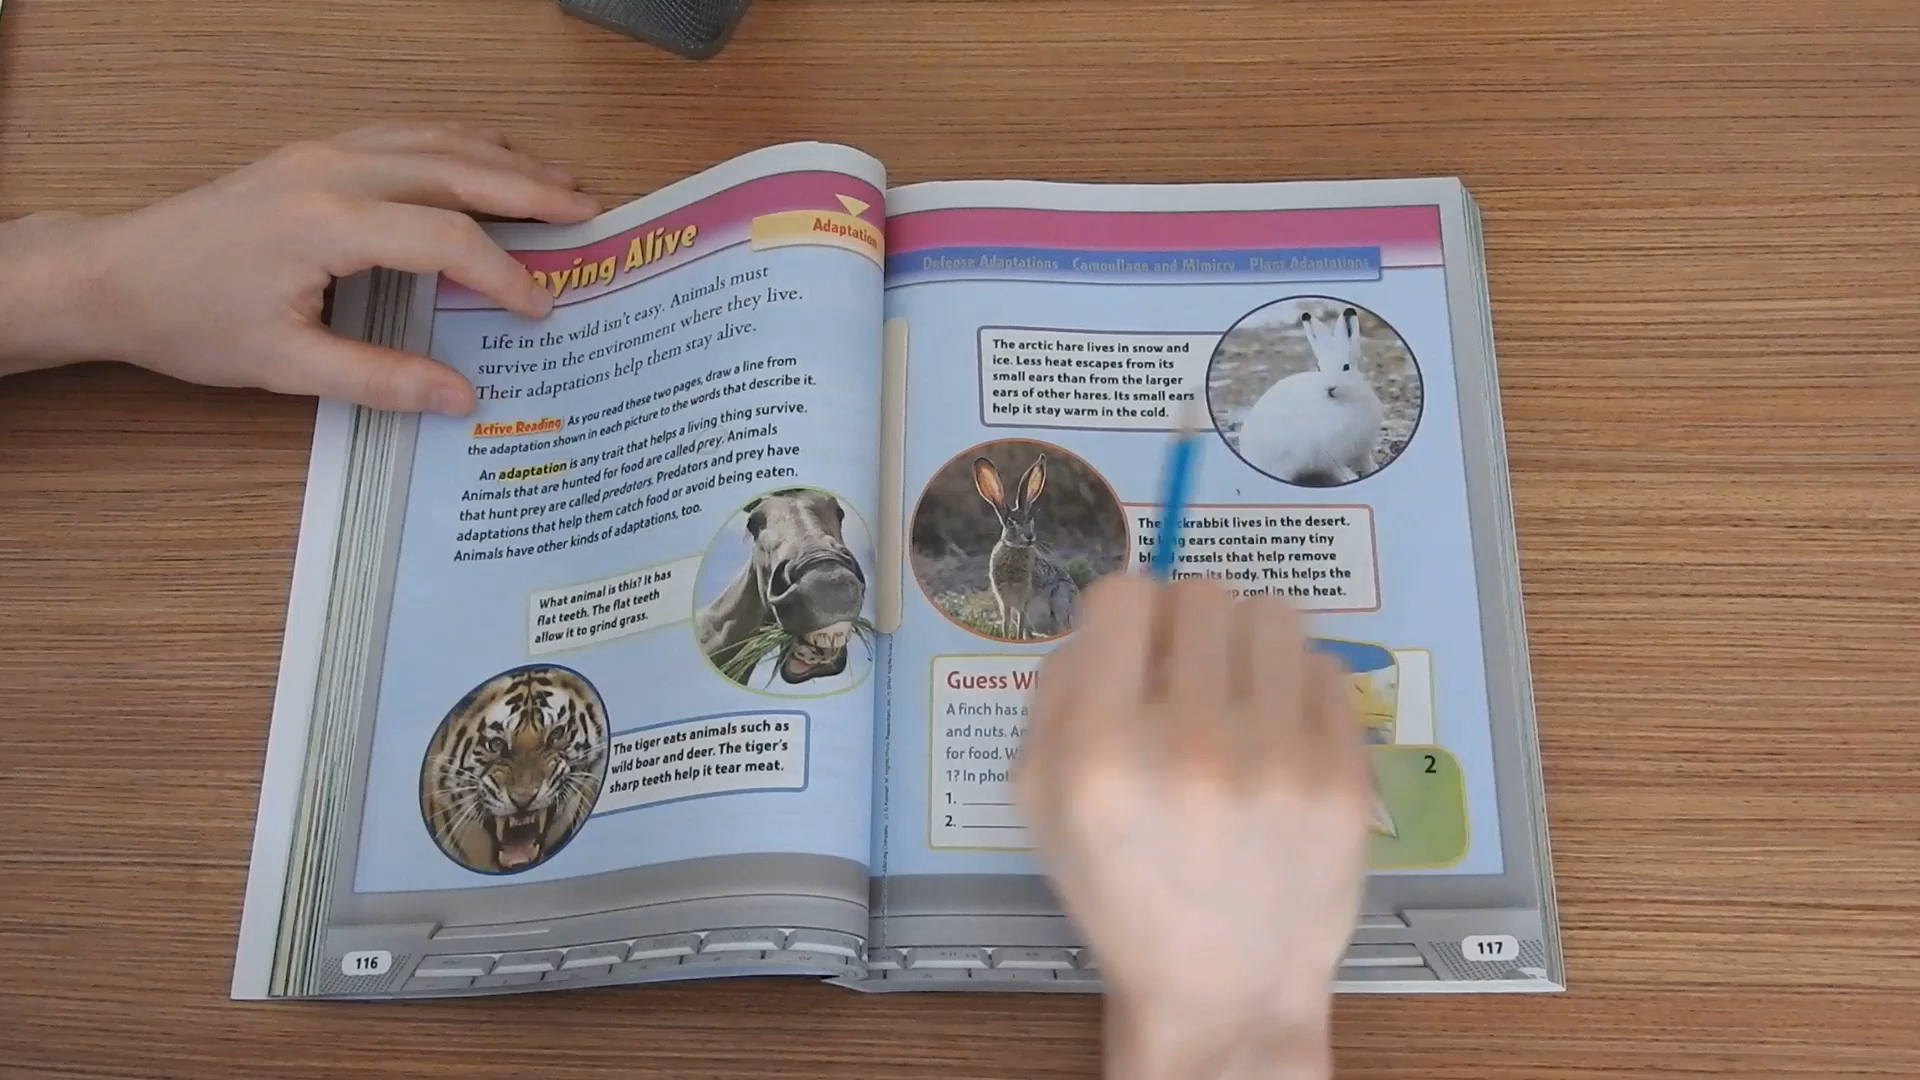 aying Alive
Adaptation
Life in the wild isn't easy. Animals must
survive in the environment where they live.
Their adaptations help them stay alive.
Active Reading As you read these two pages, draw a line from
the adaptation shown in each picture to the words that describe it.
An adaptation is any trait that helps a living thing survive.
Animals that are hunted for food are called prey. Animals
that hunt prey are called predators. Predators and prey have
adaptations that help them catch food or avoid being eaten.
Animals have other kinds of adaptations, too.
What animal is this? It has
flat teeth. The flat teeth
allow it to grind grass.
The tiger eats animals such as
wild boar and deer. The tiger's
sharp teeth help it tear meat.
116
Defense Adaptations Camouflage and Mimicry Plant Adaptations
The arctic hare lives in snow and
ice. Less heat escapes from its
small ears than from the larger
ears of other hares. Its small ears
help it stay warm in the cold.
The ckrabbit lives in the desert.
Its ears contain many tiny
vessels that help remove
from its body. This helps the
cool in the heat.
Guess
A finch has a
and nuts.
for food.
1? In
1.
2.
2
117